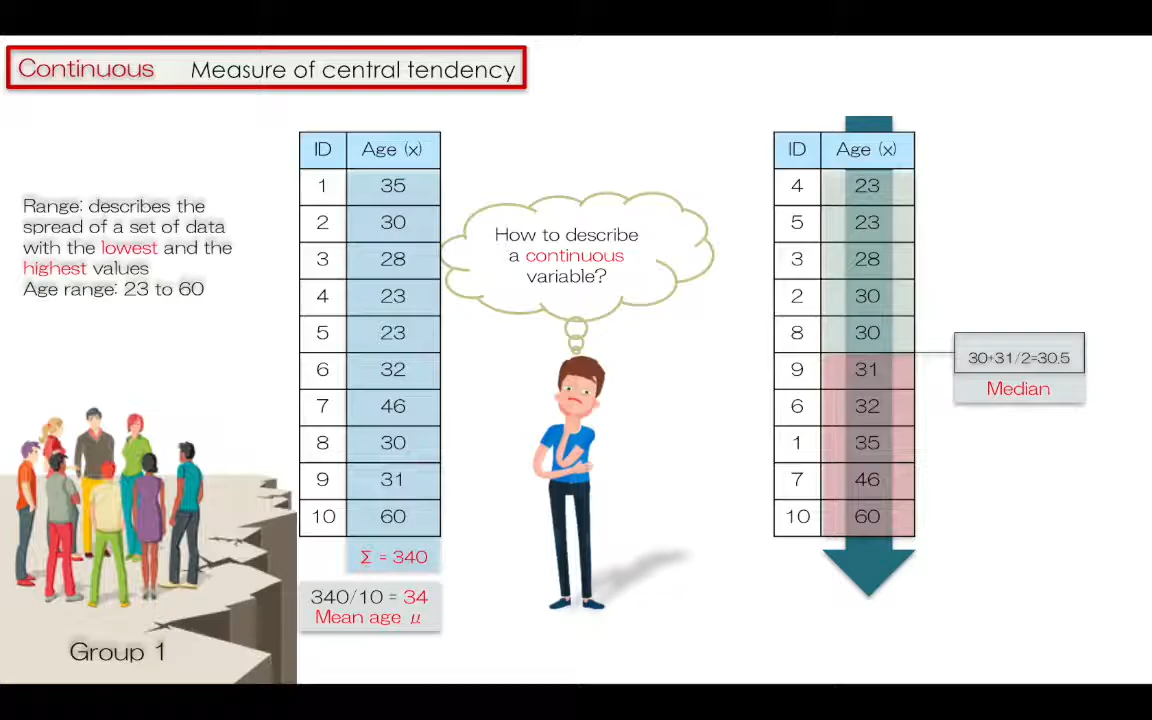 Continuous Measure of central tendency
Range: describes the
spread of a set of data
with the lowest and the
highest values
Age range: 23 to 60
ID Age (x)
1 35
2 30
3 28
4 23
5 23
6 32
7 46
8 30
9 31
10 60
Σ = 340
340/10 = 34
Mean age μ
How to describe
a continuous
variable?
ID Age (x)
4 23
5 23
3 28
2 30
8 30
9 31
6 32
1 35
7 46
10 60
30+31/2=30.5
Median
Group 1